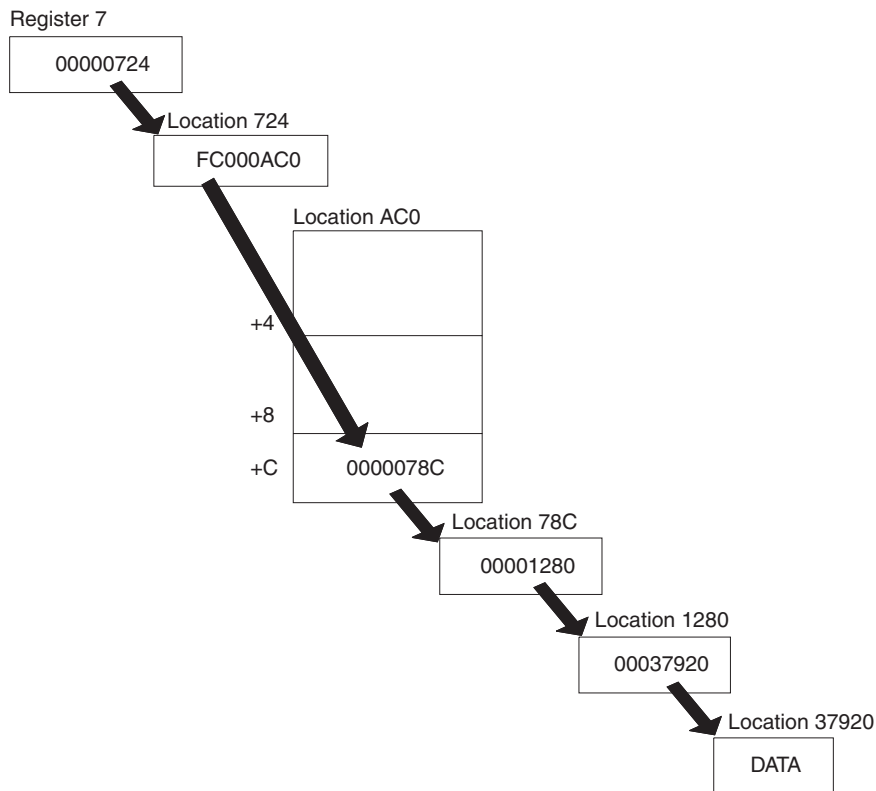 Register 7
00000724
Location 724
FC000AC0
Location AC0
+4
+8
+C
0000078C
Location 78C
00001280
Location 1280
00037920
Location 37920
DATA